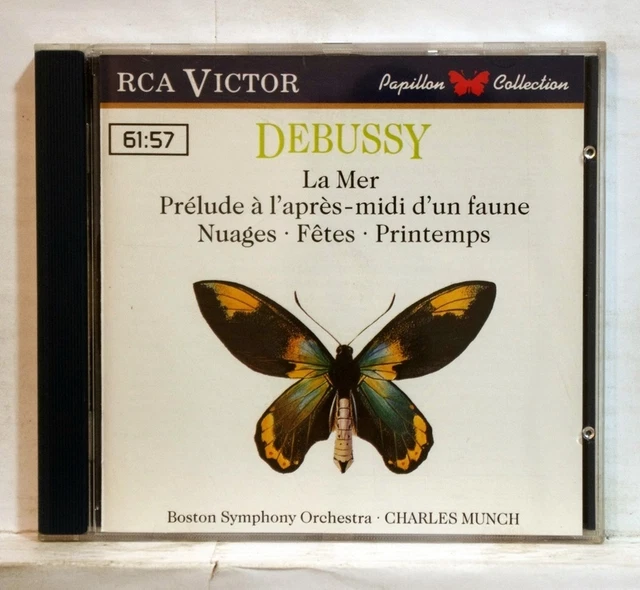 RCA VICTOR
Papillon Collection
61:57
DEBUSSY
La Mer
Prélude à l'après-midi d'un faune
Nuages · Fêtes · Printemps
Boston Symphony Orchestra · CHARLES MUNCH